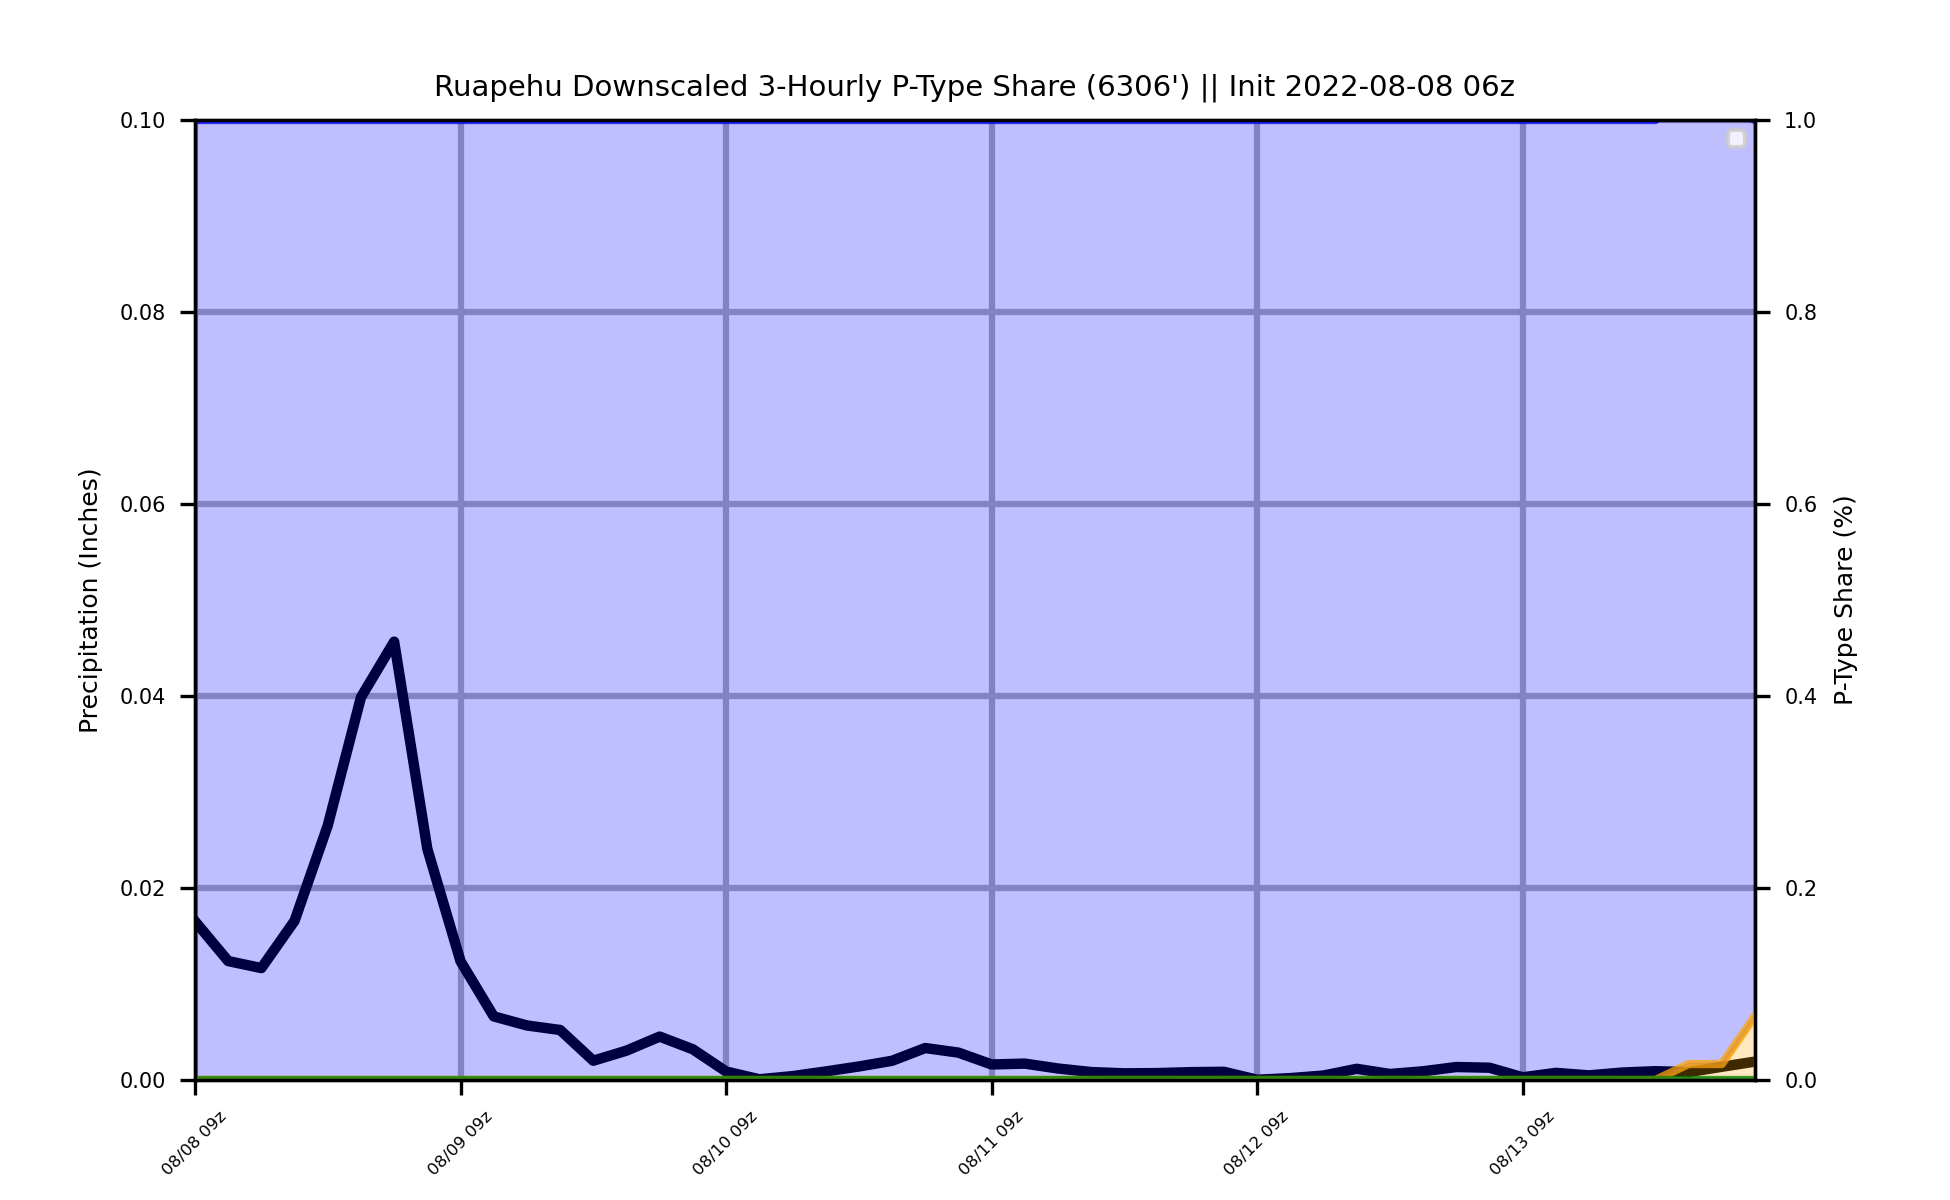 Ruapehu Downscaled 3-Hourly P-Type Share (6306') || Init 2022-08-08 06z
0.10
0.08
0.06
0.04
0.02
0.00
Precipitation (Inches)
1.0
0.8
0.6
0.4
0.2
0.0
P-Type Share (%)
08/08 09z
08/09 09z
08/10 09z
08/11 09z
08/12 09z
08/13 09z